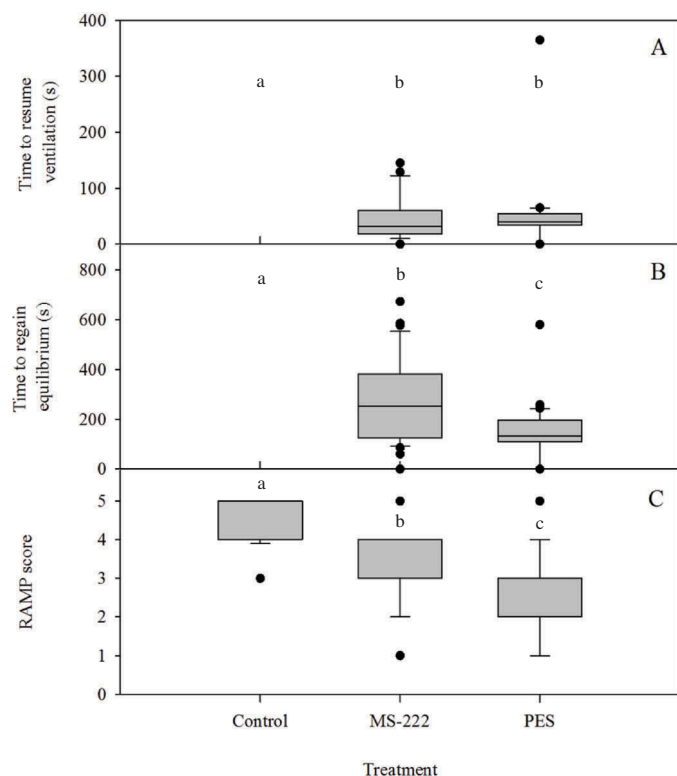 400
A
300
a b b
200
100
0
Time to resume
ventilation (s)
800
B
a b c
600
400
200
0
Time to regain
equilibrium (s)
a
C
5
b c
4
3
2
1
0
RAMP score
Control MS-222 PES
Treatment